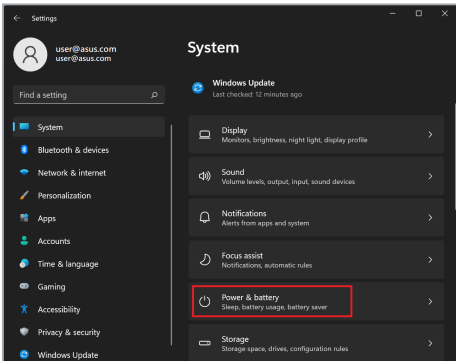 Settings
user@asus.com
user@asus.com
Find a setting
System
Bluetooth & devices
Network & internet
Personalization
Apps
Accounts
Time & language
Gaming
Accessibility
Privacy & security
Windows Update
System
Windows Update
Last checked: 12 minutes ago
Display
Monitors, brightness, night light, display profile
Sound
Volume levels, output, input, sound devices
Notifications
Alerts from apps and system
Focus assist
Notifications, automatic rules
Power & battery
Sleep, battery usage, battery saver
Storage
Storage space, drives, configuration rules